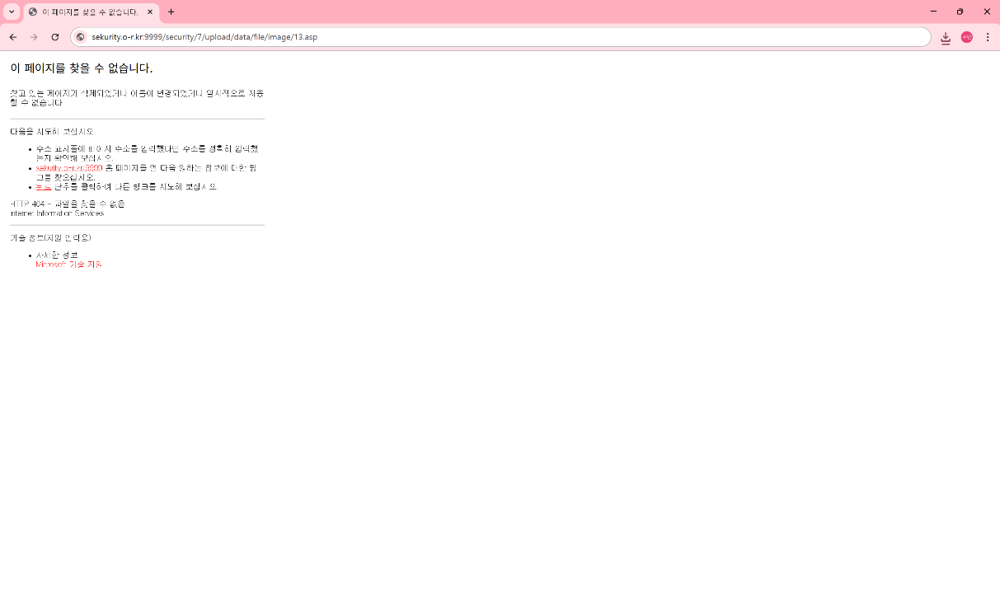 이 페이지를 찾을 수 없습니다.
수빈
sekurity.o-r.kr:9999/security/7/upload/data/file/image/13.asp
이 페이지를 찾을 수 없습니다.
찾고 있는 페이지가 삭제되었거나 이름이 변경되었거나 일시적으로 사용
할 수 없습니다.
다음을 시도해 보십시오.
주소 표시줄에 페이지 주소를 입력했다면 주소를 정확히 입력했
는지 확인해 보십시오.
sekurity.o-r.kr:9999 홈 페이지를 연 다음 원하는 정보에 대한 링
크를 찾으십시오.
뒤로 단추를 클릭하여 다른 링크를 시도해 보십시오.
HTTP 404 - 파일을 찾을 수 없음
Internet Information Services
기술 정보(지원 인력용)
자세한 정보:
Microsoft 기술 지원